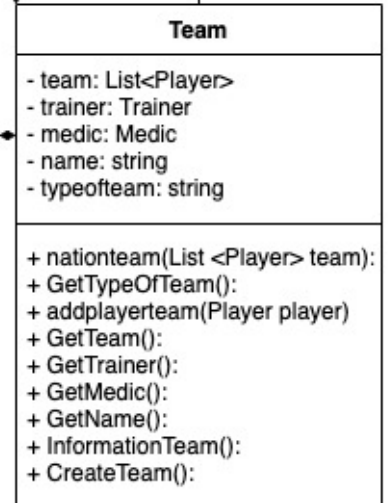 Team
- team: List<Player>
- trainer: Trainer
- medic: Medic
- name: string
- typeofteam: string
+ nationteam(List <Player> team):
+ GetTypeOfTeam():
+ addplayerteam(Player player)
+ GetTeam():
+ GetTrainer():
+ GetMedic():
+ GetName():
+ InformationTeam():
+ CreateTeam():